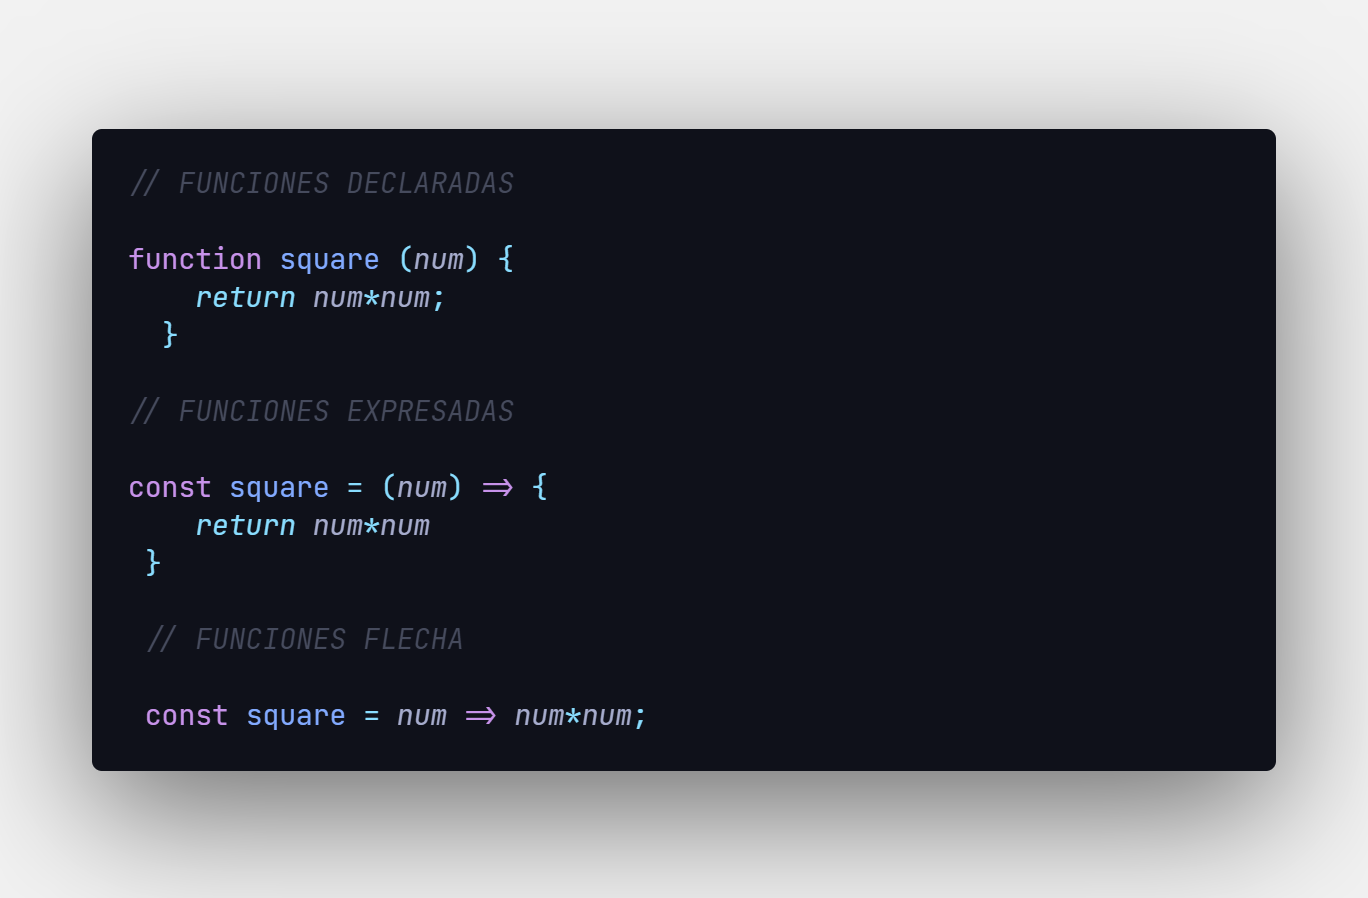 // FUNCIONES DECLARADAS
function square (num) {
return num*num;
}
// FUNCIONES EXPRESADAS
const square = (num) => {
return num*num
}
// FUNCIONES FLECHA
const square = num => num*num;